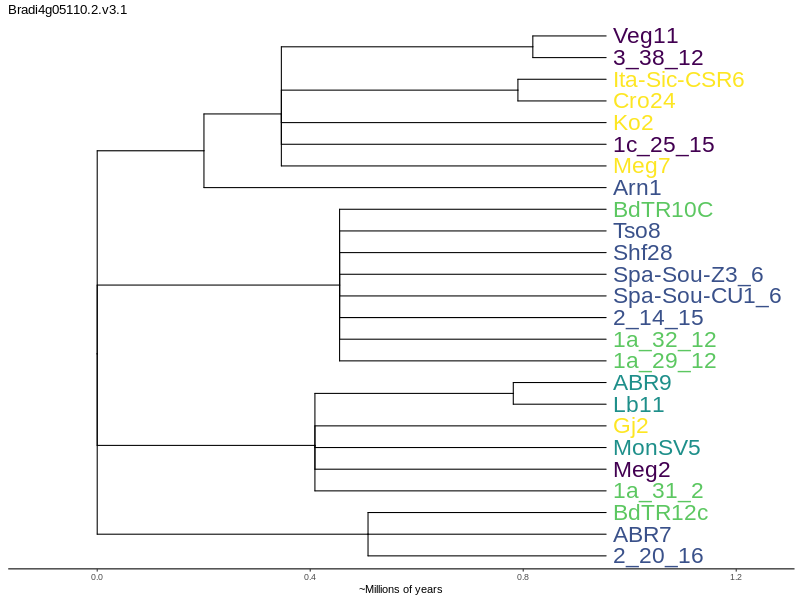 Bradi4g05110.2.v3.1
Veg11
3_38_12
Ita-Sic-CSR6
Cro24
Ko2
1c_25_15
Meg7
Arn1
BdTR10C
Tso8
Shf28
Spa-Sou-Z3_6
Spa-Sou-CU1_6
2_14_15
1a_32_12
1a_29_12
ABR9
Lb11
Gj2
MonSV5
Meg2
1a_31_2
BdTR12c
ABR7
2_20_16
0.0 0.4 0.8 1.2
~Millions of years